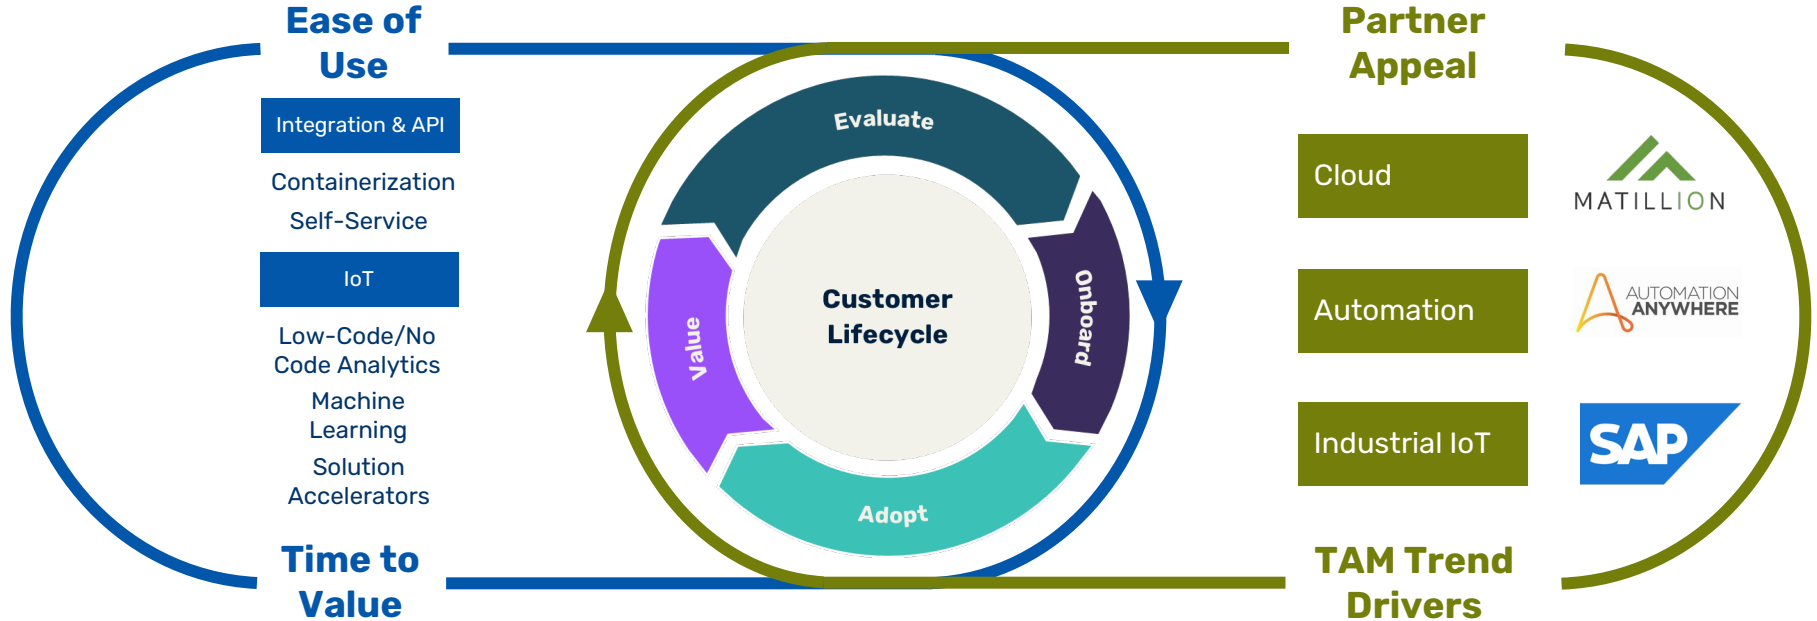 Ease of
Use
Integration & API
Containerization
Self-Service
IoT
Low-Code/No
Code Analytics
Machine
Learning
Solution
Accelerators
Time to
Value
Evaluate
Onboard
Adopt
Value
Customer
Lifecycle
Partner
Appeal
Cloud
MATILLION
Automation
AUTOMATION
ANYWHERE
Industrial IoT
SAP
TAM Trend
Drivers